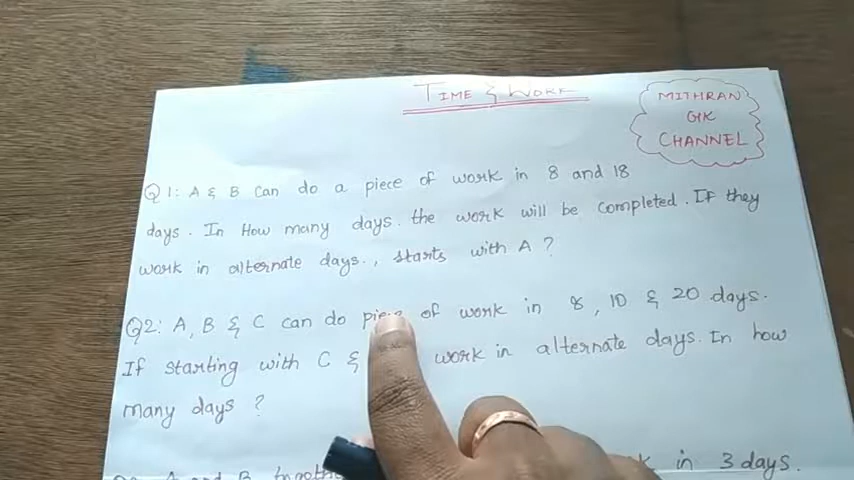 TIME & WORK
MITHRAN
GK
CHANNEL
Q1: A & B can do a piece of work in 8 and 18
days. In How many days. the work will be completed. If they
work in alternate days., starts with A?
Q2: A, B & C can do piece of work in 8, 10 & 20 days.
If starting with C & work in alternate days. In how
many days?
A and B in 3 days.